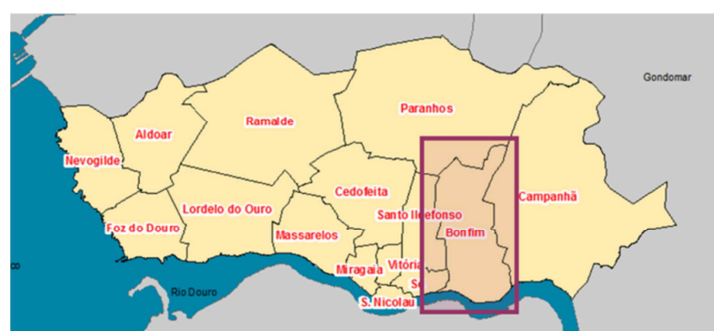 Gondomar
Paranhos
Ramalde
Aldoar
Nevogilde
Cedofeita
Campanhã
Lordelo do Ouro
Santo Ildefonso
Foz do Douro
Massarelos
Bonfim
Vitória
Miragaia
Rio Douro
S. Nicolau